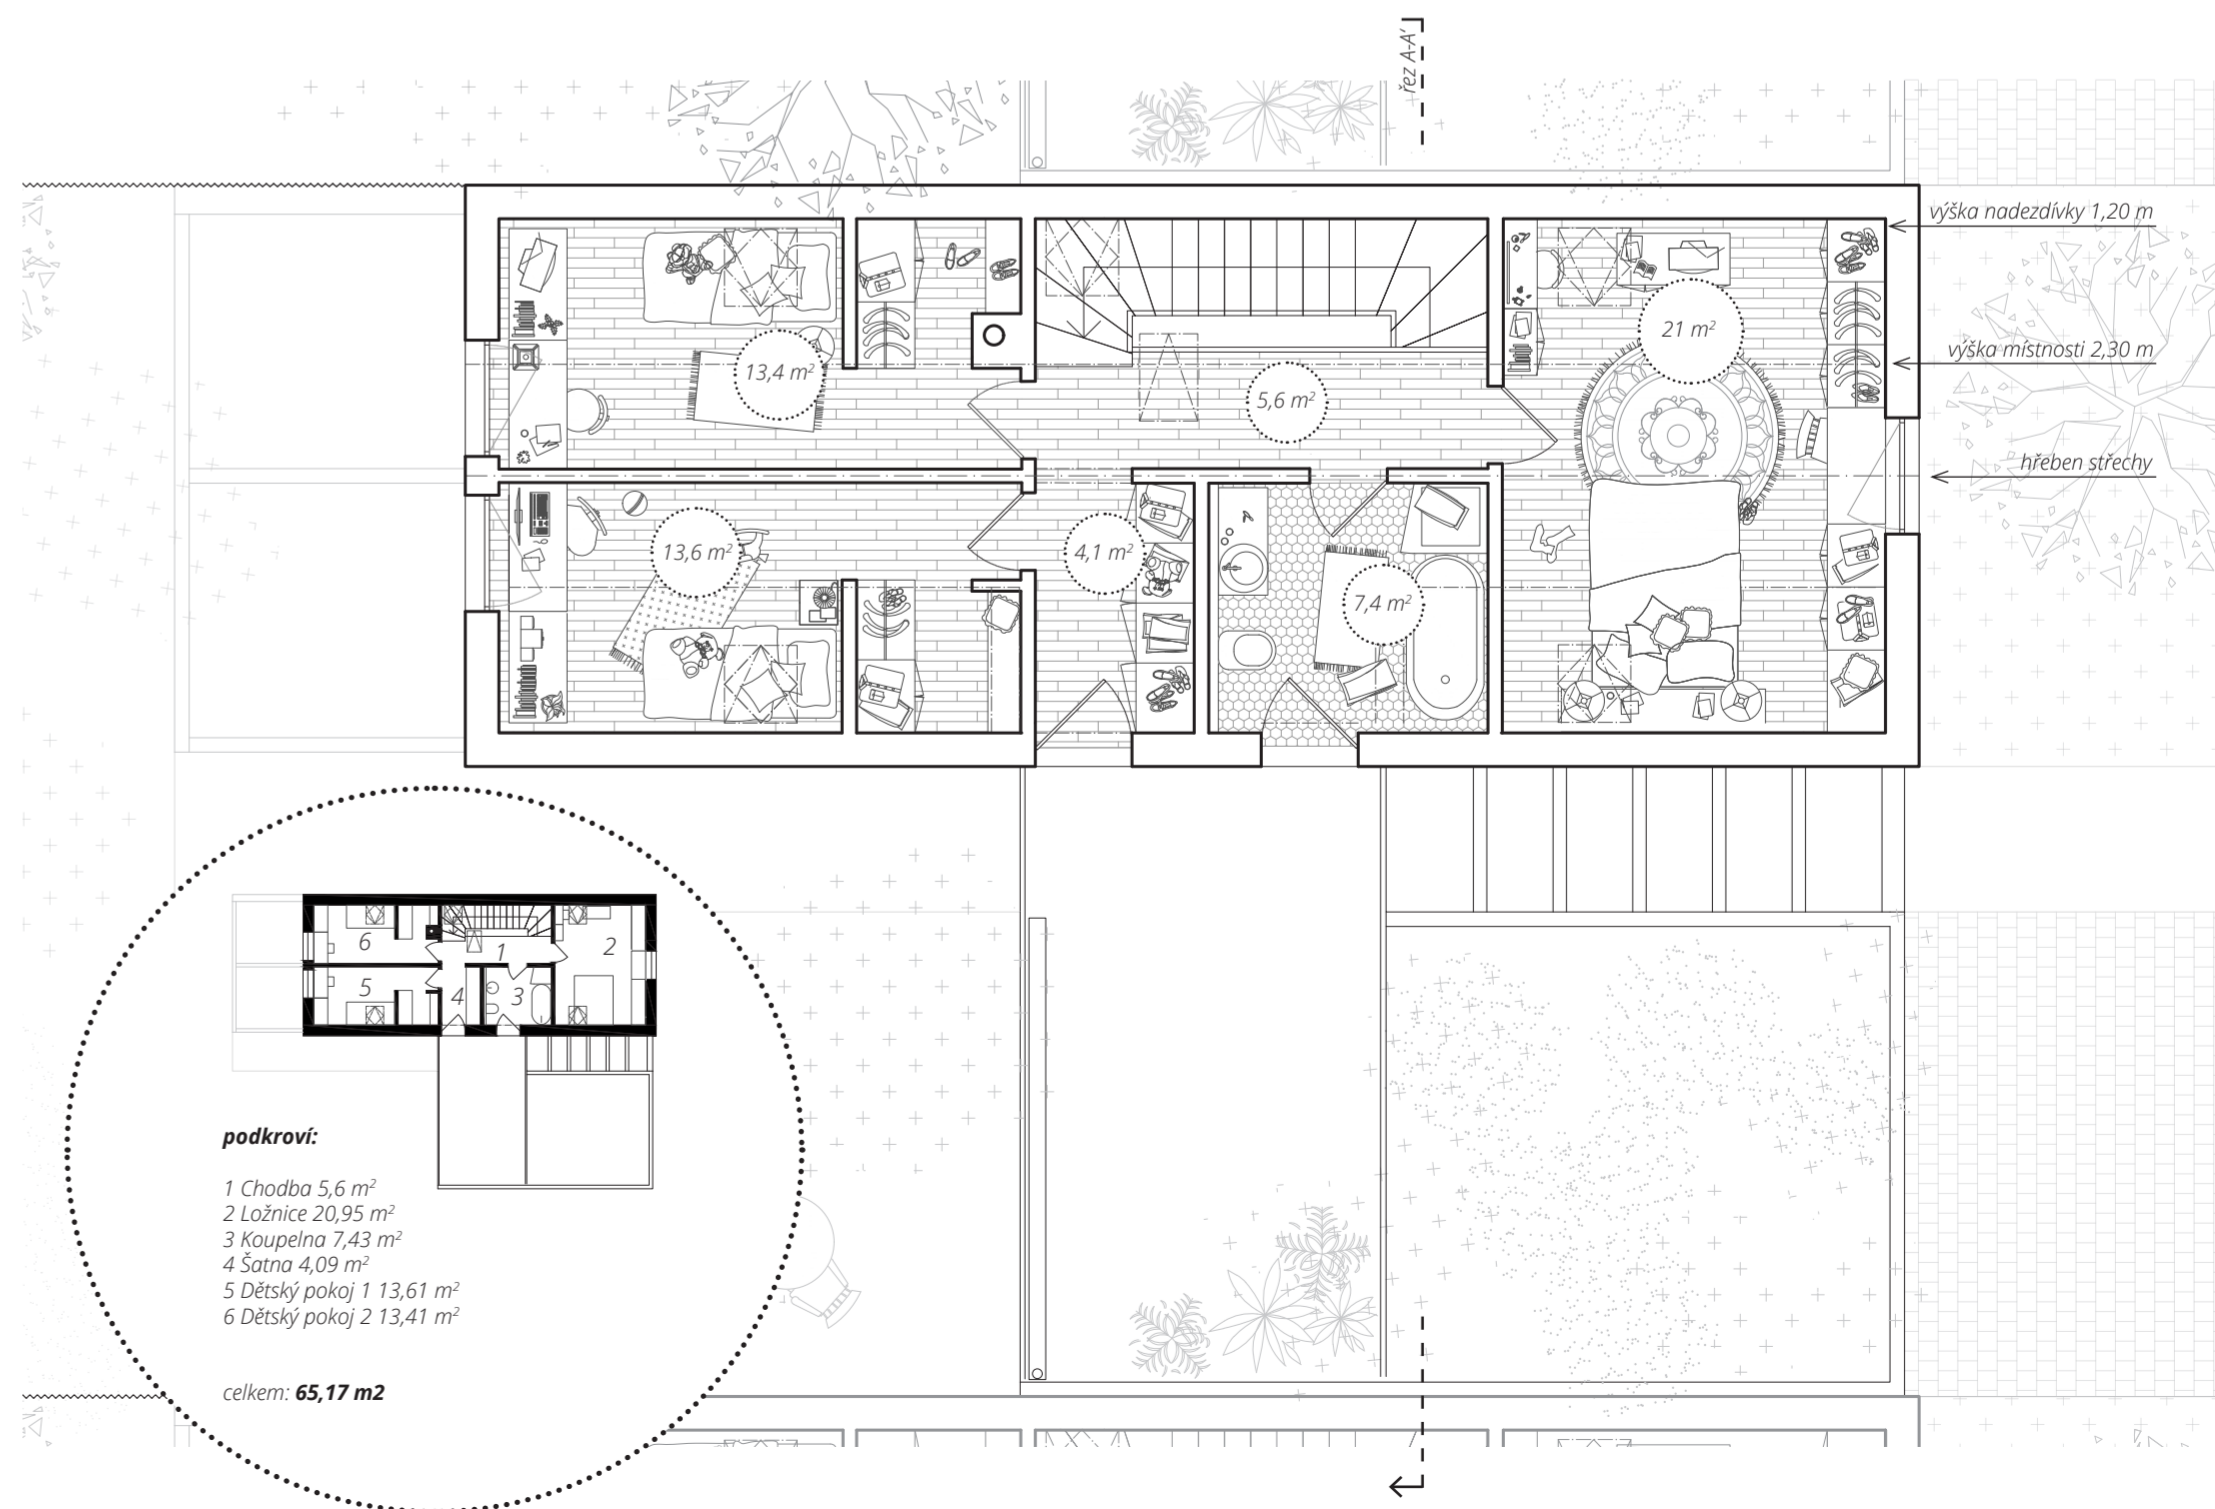 řez A-A'
výška nadezdívky 1,20 m
21 m²
výška místnosti 2,30 m
13,4 m²
5,6 m²
hřeben střechy
13,6 m²
4,1 m²
7,4 m²
6
1
2
5
4
3
podkroví:
1 Chodba 5,6 m²
2 Ložnice 20,95 m²
3 Koupelna 7,43 m²
4 Šatna 4,09 m²
5 Dětský pokoj 1 13,61 m²
6 Dětský pokoj 2 13,41 m²
celkem: 65,17 m2